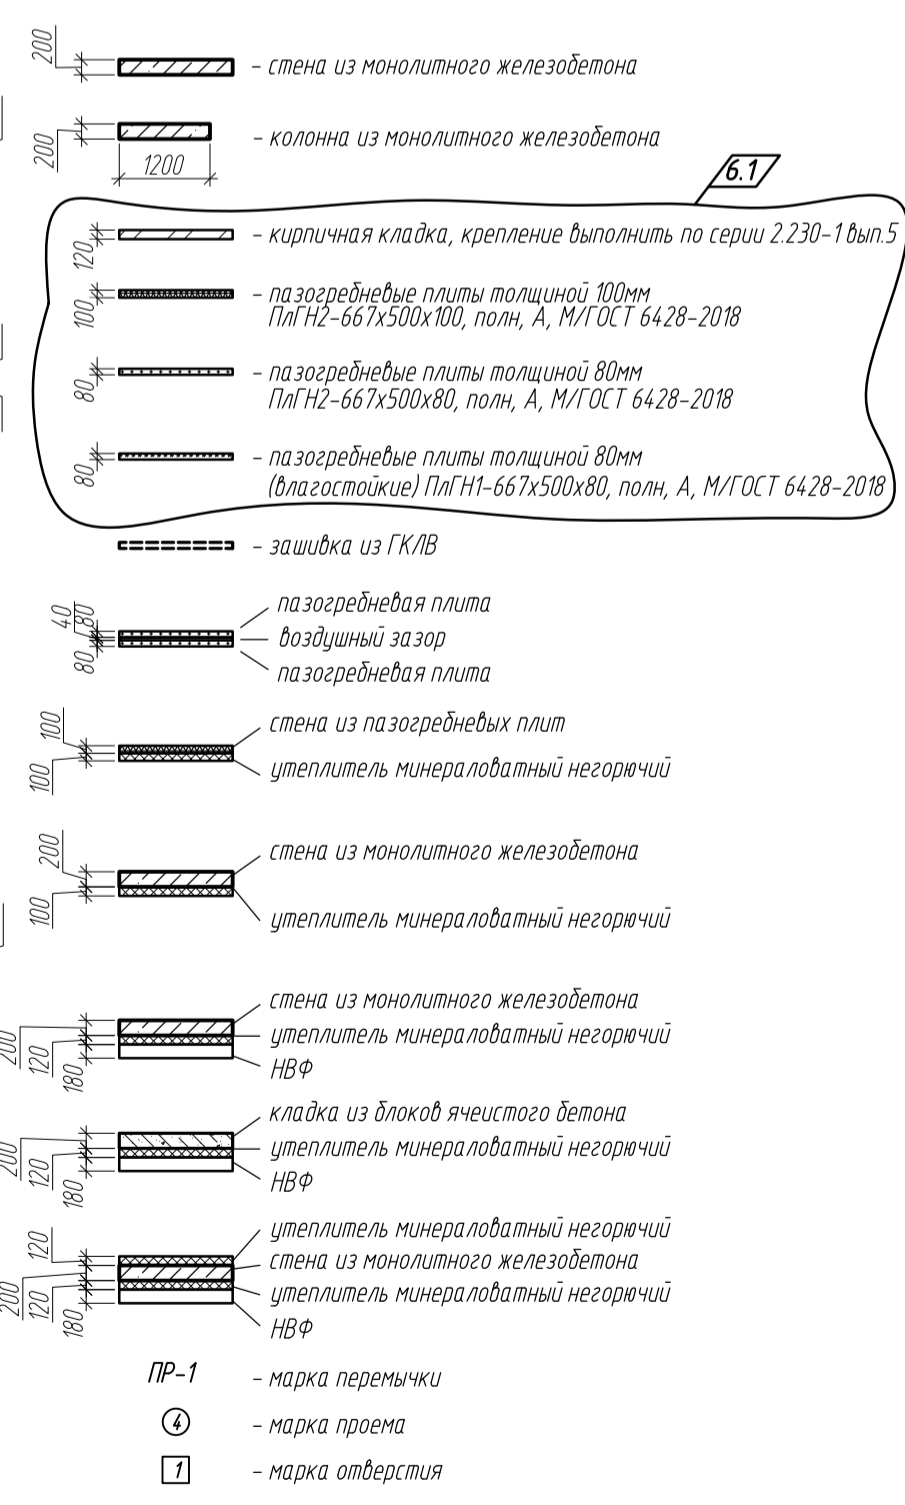 200
– стена из монолитного железобетона
200
– колонна из монолитного железобетона
1200
6.1
120
– кирпичная кладка, крепление выполнить по серии 2.230-1 вып.5
100
– пазогребневые плиты толщиной 100мм
ПлГН2-667х500х100, полн, А, М/ГОСТ 6428-2018
80
– пазогребневые плиты толщиной 80мм
ПлГН2-667х500х80, полн, А, М/ГОСТ 6428-2018
80
– пазогребневые плиты толщиной 80мм
(влагостойкие) ПлГН1-667х500х80, полн, А, М/ГОСТ 6428-2018
– зашивка из ГКЛВ
40
80
80
пазогребневая плита
воздушный зазор
пазогребневая плита
100
100
стена из пазогребневых плит
утеплитель минераловатный негорючий
200
100
стена из монолитного железобетона
утеплитель минераловатный негорючий
200
120
180
стена из монолитного железобетона
утеплитель минераловатный негорючий
НВФ
200
120
180
кладка из блоков ячеистого бетона
утеплитель минераловатный негорючий
НВФ
120
200
120
180
утеплитель минераловатный негорючий
стена из монолитного железобетона
утеплитель минераловатный негорючий
НВФ
ПР-1 – марка перемычки
4 – марка проема
1 – марка отверстия